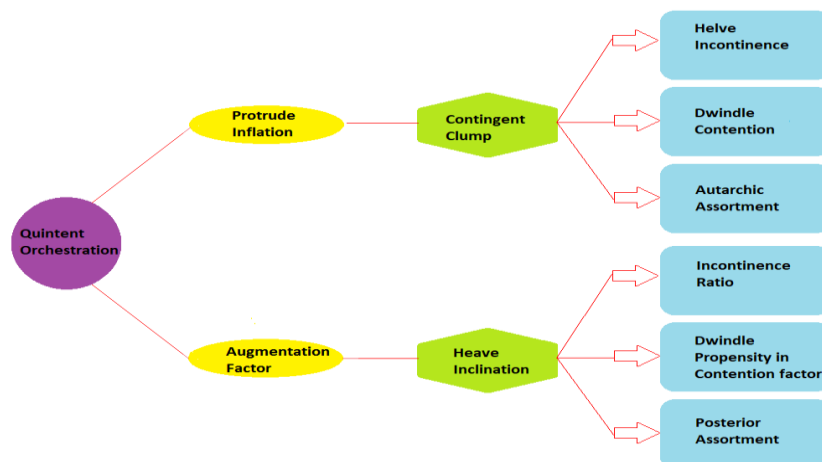 Helve
Incontinence
Protrude
Inflation
Contingent
Clump
Dwindle
Contention
Autarchic
Assortment
Quintent
Orchestration
Incontinence
Ratio
Augmentation
Factor
Heave
Inclination
Dwindle
Propensity in
Contention factor
Posterior
Assortment